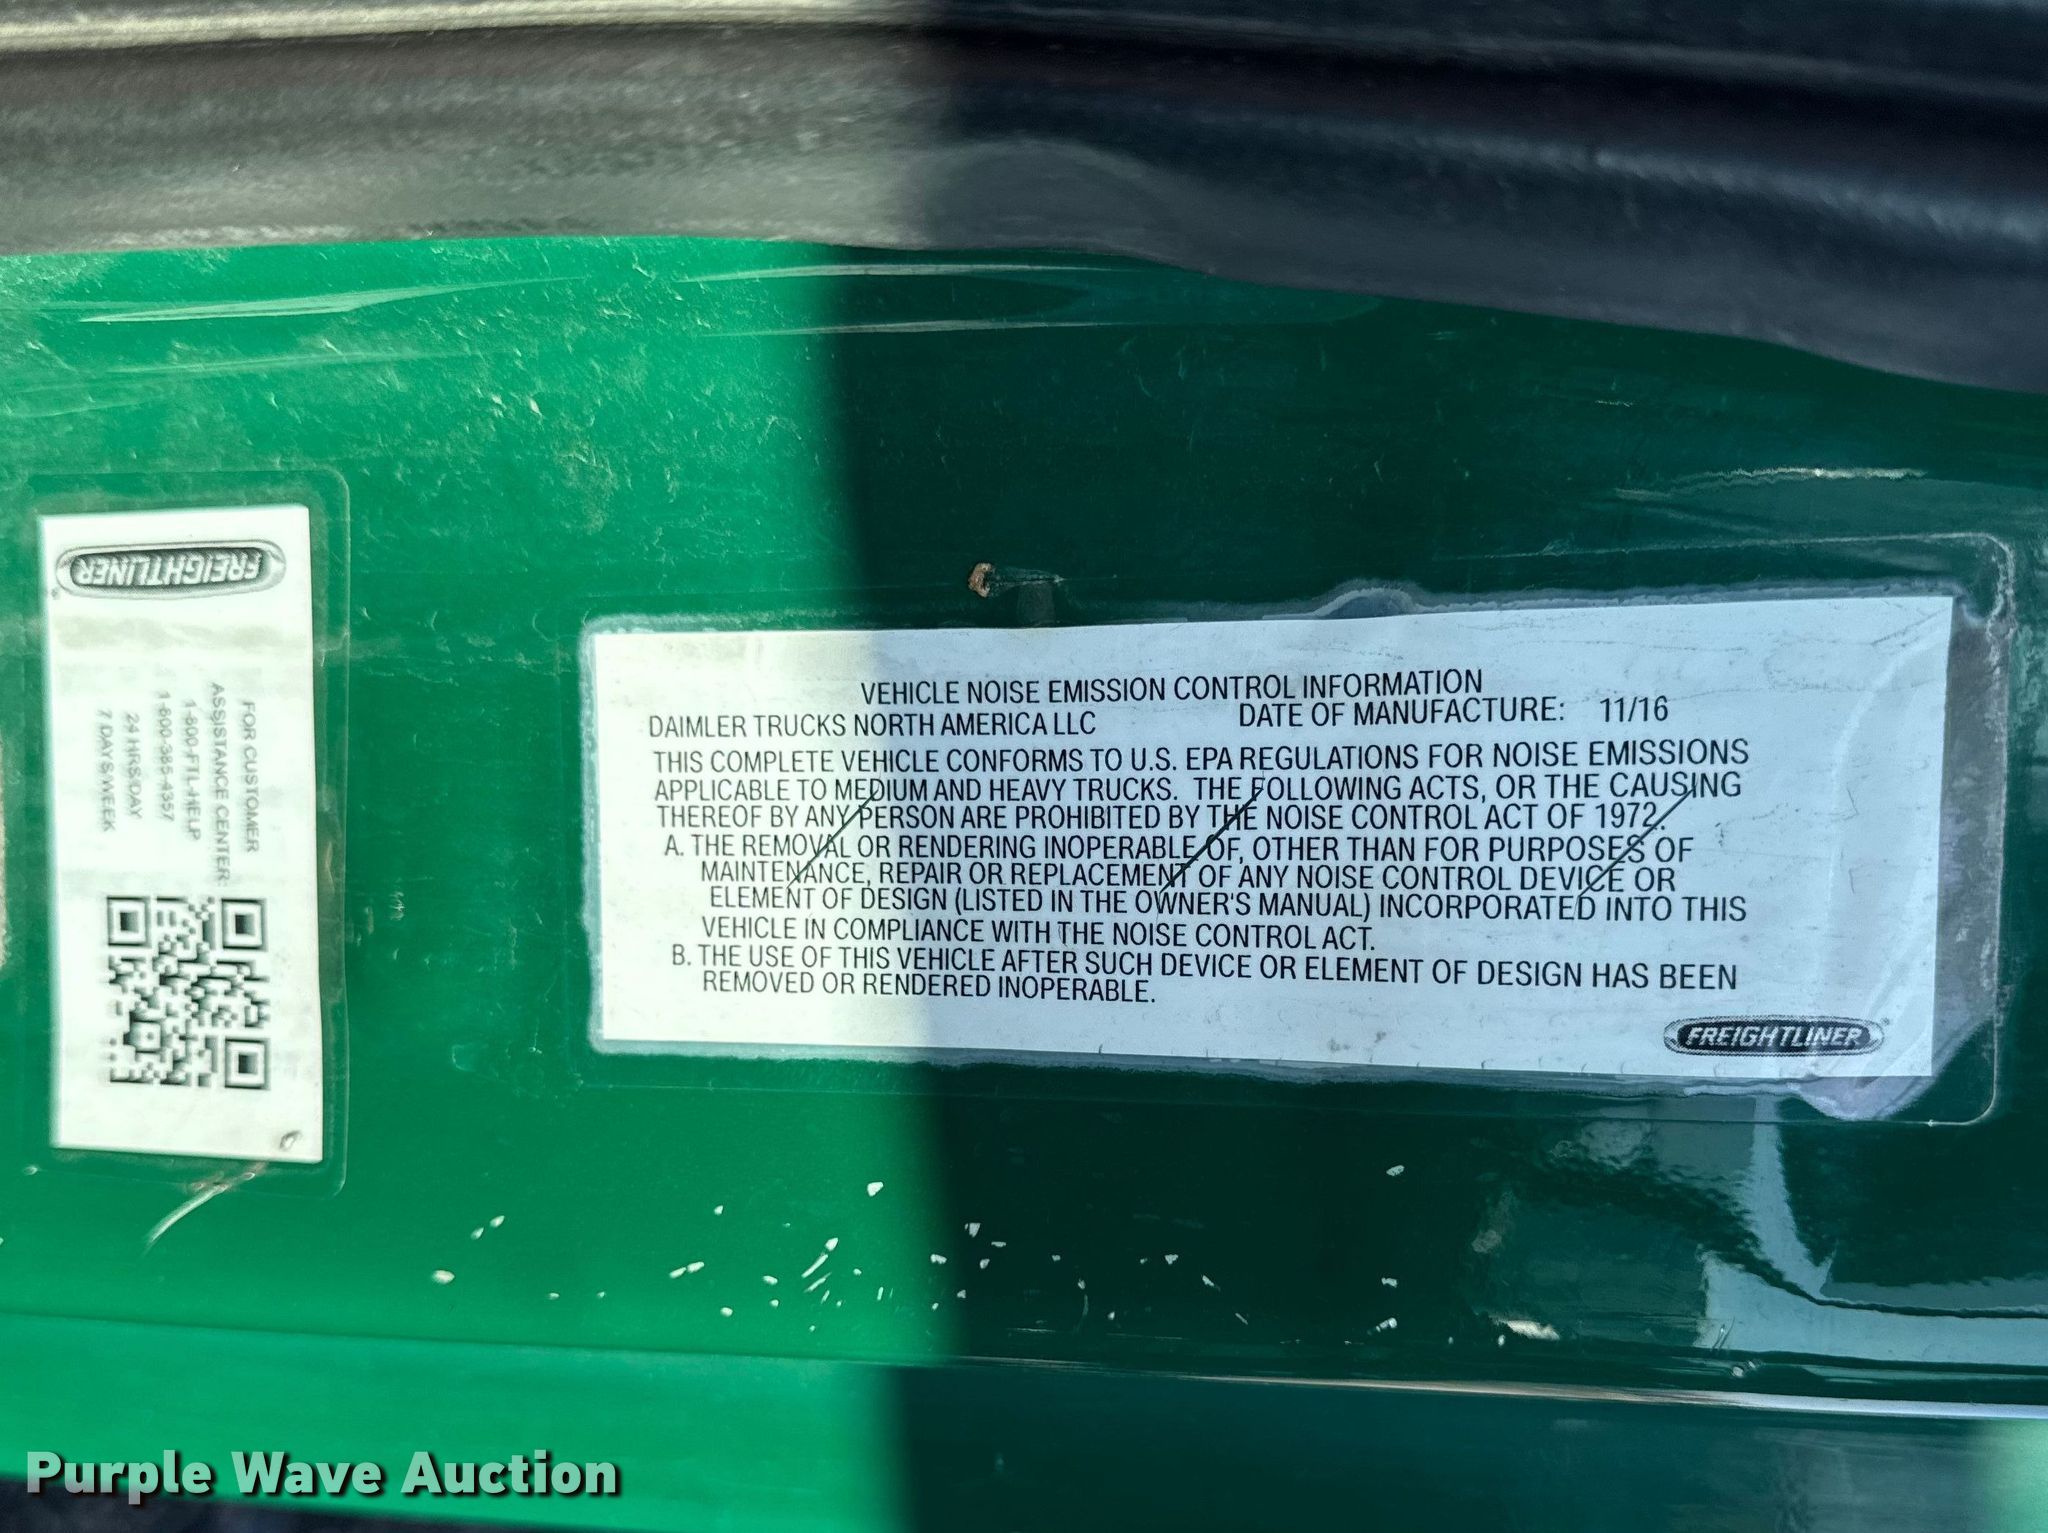 FREIGHTLINER
FOR CUSTOMER
ASSISTANCE CENTER:
1-800-FTL-HELP
1-800-385-4357
24 HRS/DAY
7 DAYS/WEEK
VEHICLE NOISE EMISSION CONTROL INFORMATION
DAIMLER TRUCKS NORTH AMERICA LLC DATE OF MANUFACTURE: 11/16
THIS COMPLETE VEHICLE CONFORMS TO U.S. EPA REGULATIONS FOR NOISE EMISSIONS
APPLICABLE TO MEDIUM AND HEAVY TRUCKS. THE FOLLOWING ACTS, OR THE CAUSING
THEREOF BY ANY PERSON ARE PROHIBITED BY THE NOISE CONTROL ACT OF 1972.
A. THE REMOVAL OR RENDERING INOPERABLE OF, OTHER THAN FOR PURPOSES OF
MAINTENANCE, REPAIR OR REPLACEMENT OF ANY NOISE CONTROL DEVICE OR
ELEMENT OF DESIGN (LISTED IN THE OWNER'S MANUAL) INCORPORATED INTO THIS
VEHICLE IN COMPLIANCE WITH THE NOISE CONTROL ACT.
B. THE USE OF THIS VEHICLE AFTER SUCH DEVICE OR ELEMENT OF DESIGN HAS BEEN
REMOVED OR RENDERED INOPERABLE.
FREIGHTLINER
Purple Wave Auction